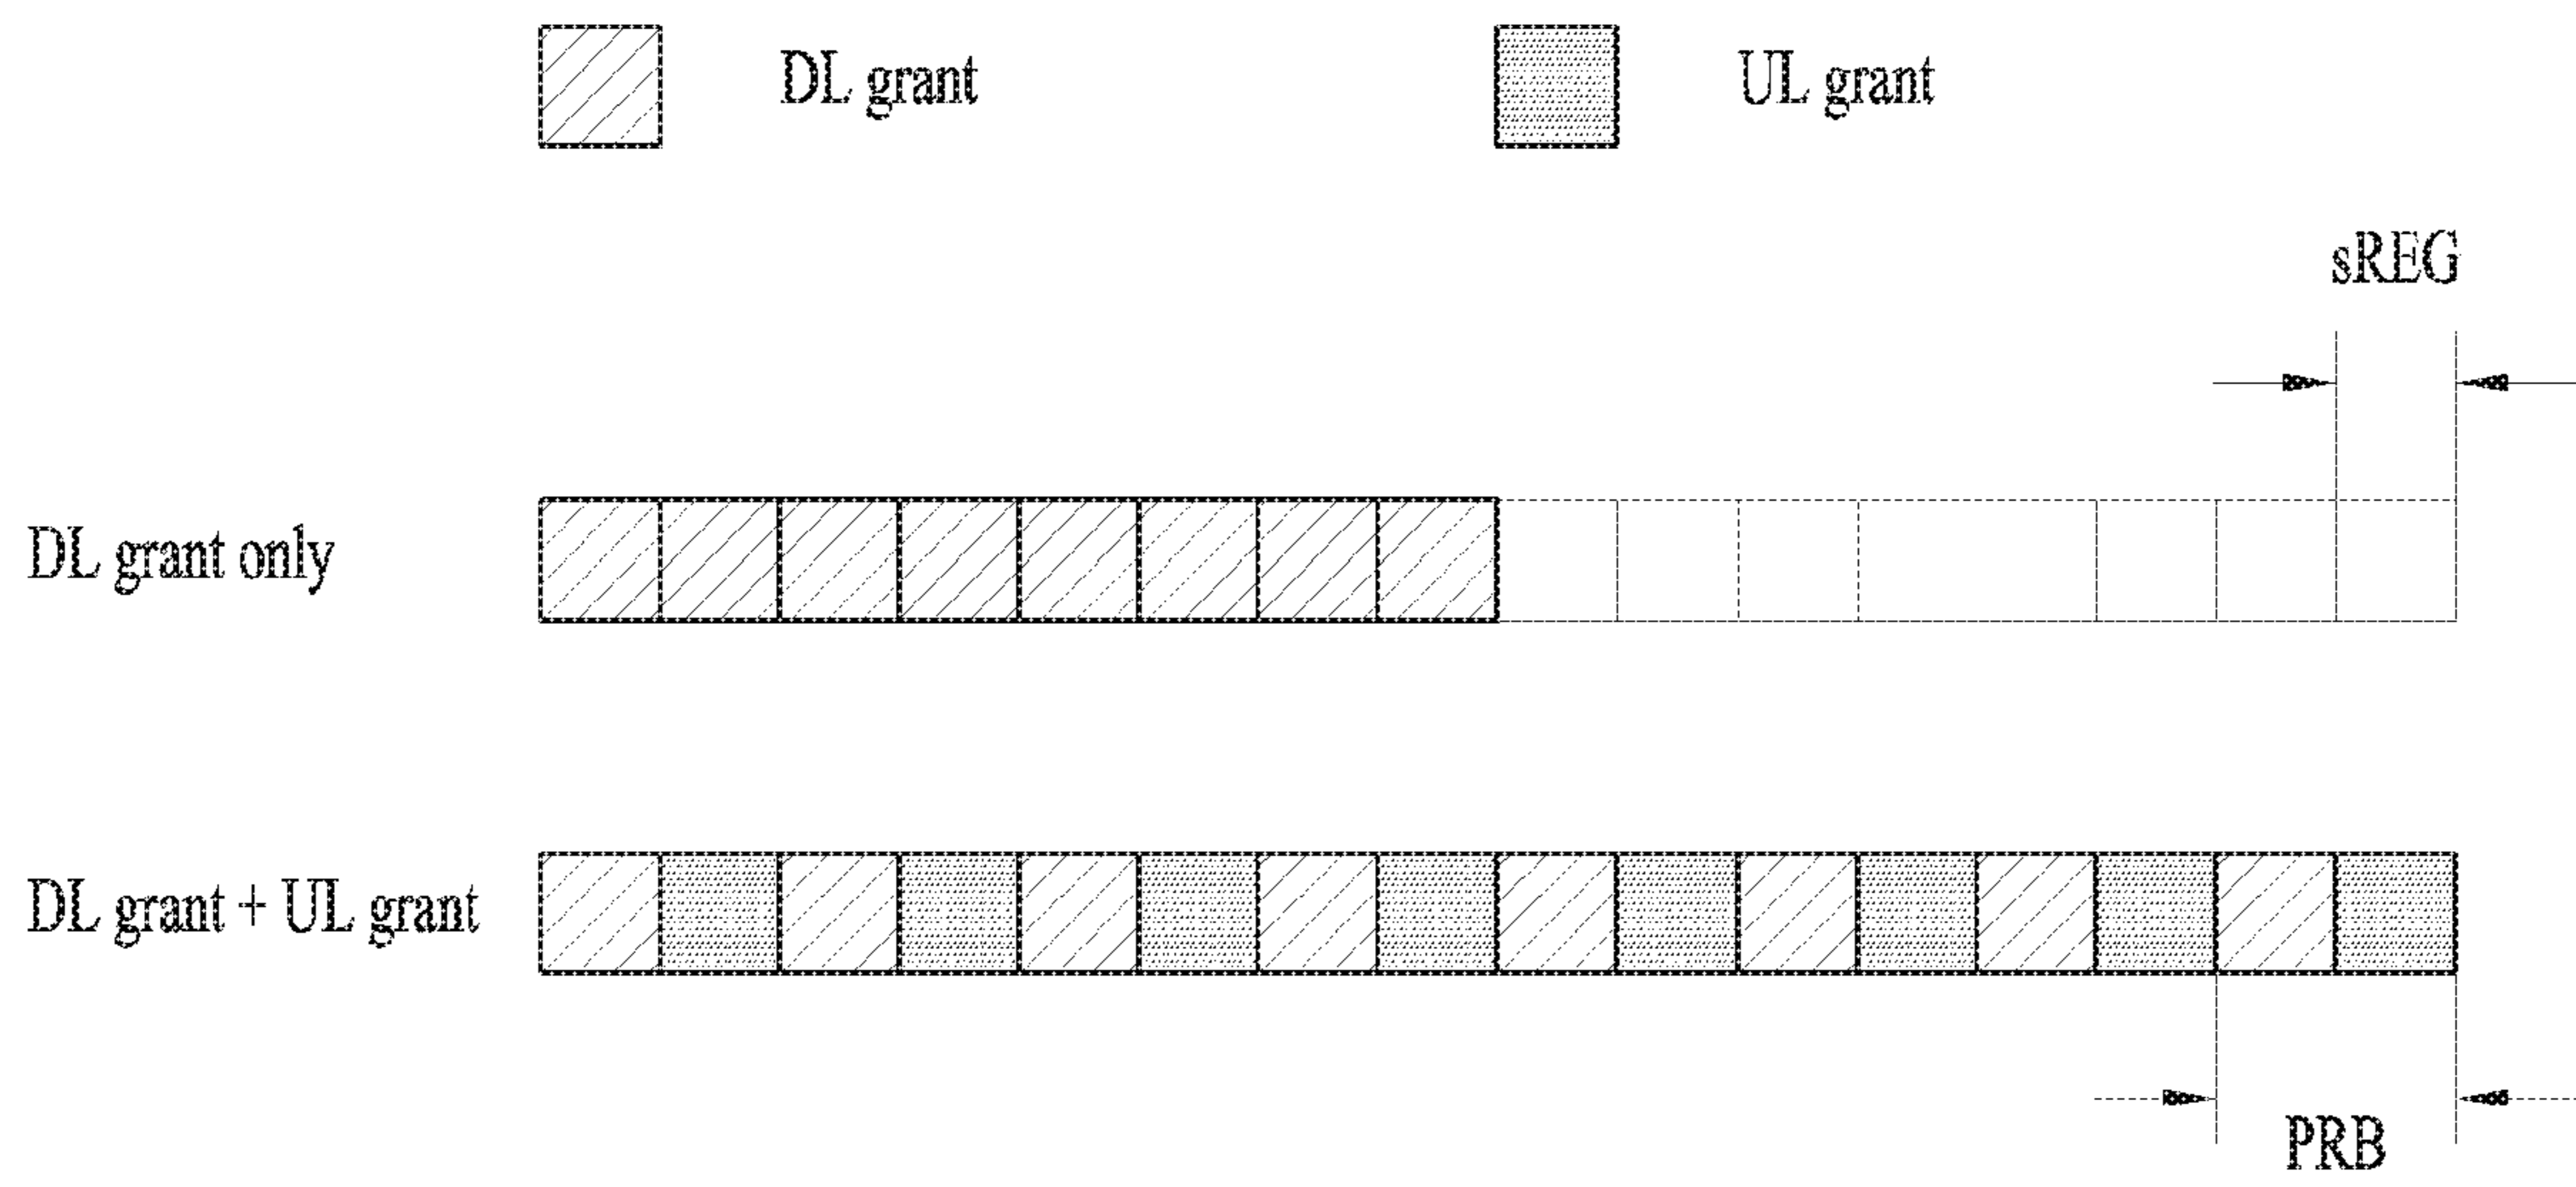 DL grant
UL grant
sREG
DL grant only
DL grant + UL grant
PRB